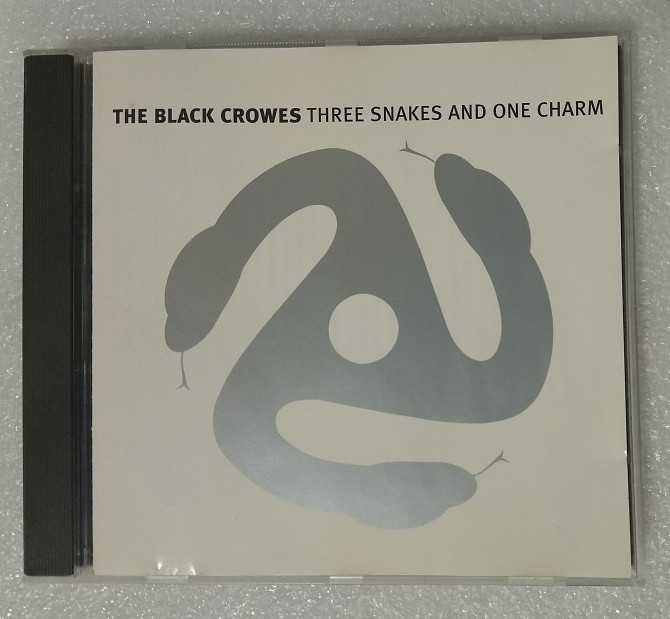 THE BLACK CROWES THREE SNAKES AND ONE CHARM